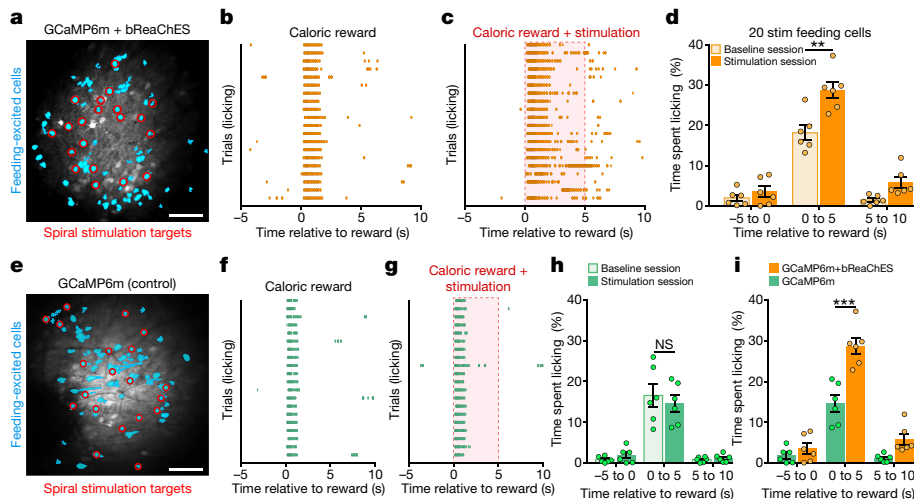 a
GCaMP6m + bReaChES
Feeding-excited cells
Spiral stimulation targets
b
Caloric reward
Trials (licking)
−5 0 5 10
Time relative to reward (s)
c
Caloric reward + stimulation
Trials (licking)
−5 0 5 10
Time relative to reward (s)
d
20 stim feeding cells
Baseline session
Stimulation session
**
Time spent licking (%)
40
30
20
10
0
−5 to 0 0 to 5 5 to 10
Time relative to reward (s)
e
GCaMP6m (control)
Feeding-excited cells
Spiral stimulation targets
f
Caloric reward
Trials (licking)
−5 0 5 10
Time relative to reward (s)
g
Caloric reward +
stimulation
Trials (licking)
−5 0 5 10
Time relative to reward (s)
h
Baseline session
Stimulation session
NS
Time spent licking (%)
40
30
20
10
0
−5 to 0 0 to 5 5 to 10
Time relative to reward (s)
i
GCaMP6m+bReaChES
GCaMP6m
***
Time spent licking (%)
40
30
20
10
0
−5 to 0 0 to 5 5 to 10
Time relative to reward (s)